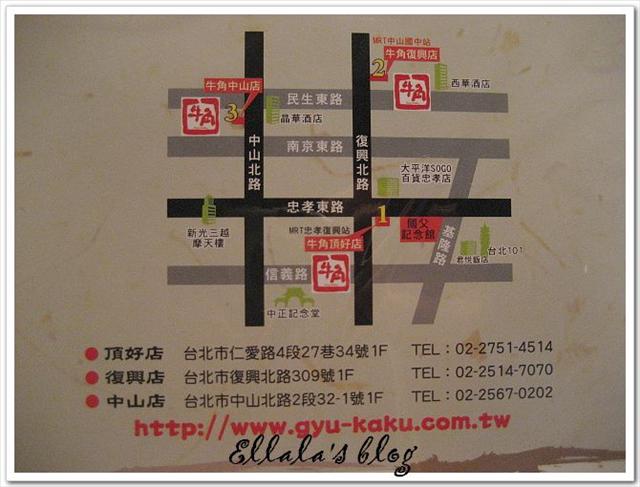 MRT中山國中站
牛角復興店
2
牛角
西華酒店
牛角中山店
3
牛角
民生東路
晶華酒店
中山北路
南京東路
復興北路
太平洋SOGO
百貨忠孝店
忠孝東路
1
新光三越
摩天樓
MRT忠孝復興站
牛角頂好店
牛角
國父
記念館
基隆路
君悅飯店
台北101
信義路
中正記念堂
頂好店 台北市仁愛路4段27巷34號1F TEL：02-2751-4514
復興店 台北市復興北路309號1F TEL：02-2514-7070
中山店 台北市中山北路2段32-1號1F TEL：02-2567-0202
http://www.gyu-kaku.com.tw
Ellala's blog